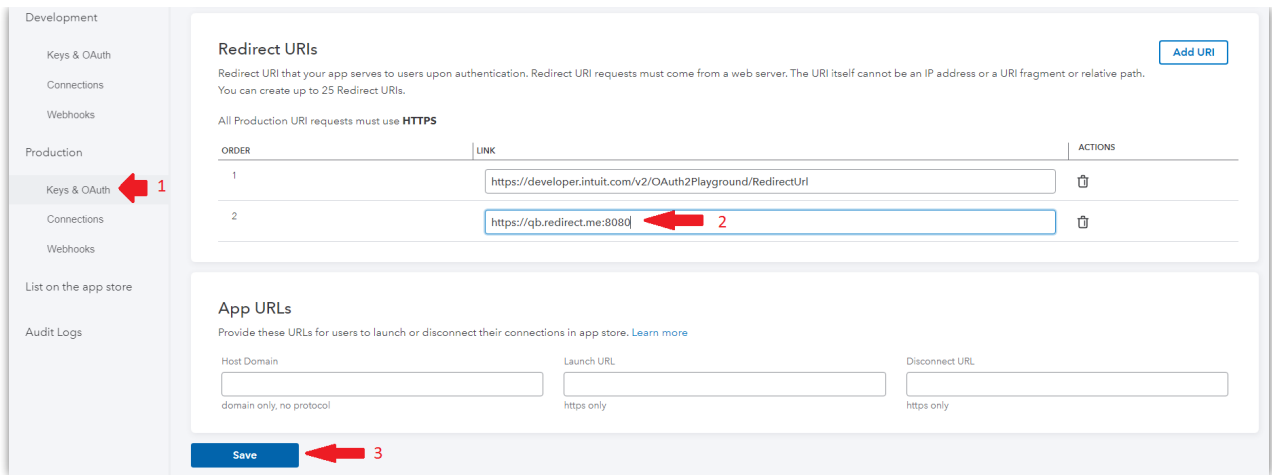 Development
Keys & OAuth
Connections
Webhooks
Production
Keys & OAuth
1
Connections
Webhooks
List on the app store
Audit Logs
Redirect URIs
Add URI
Redirect URI that your app serves to users upon authentication. Redirect URI requests must come from a web server. The URI itself cannot be an IP address or a URI fragment or relative path.
You can create up to 25 Redirect URIs.
All Production URI requests must use HTTPS
ORDER LINK ACTIONS
1 https://developer.intuit.com/v2/OAuth2Playground/RedirectUrl
2 https://qb.redirect.me:8080 2
App URLs
Provide these URLs for users to launch or disconnect their connections in app store. Learn more
Host Domain Launch URL Disconnect URL
domain only, no protocol https only https only
Save 3